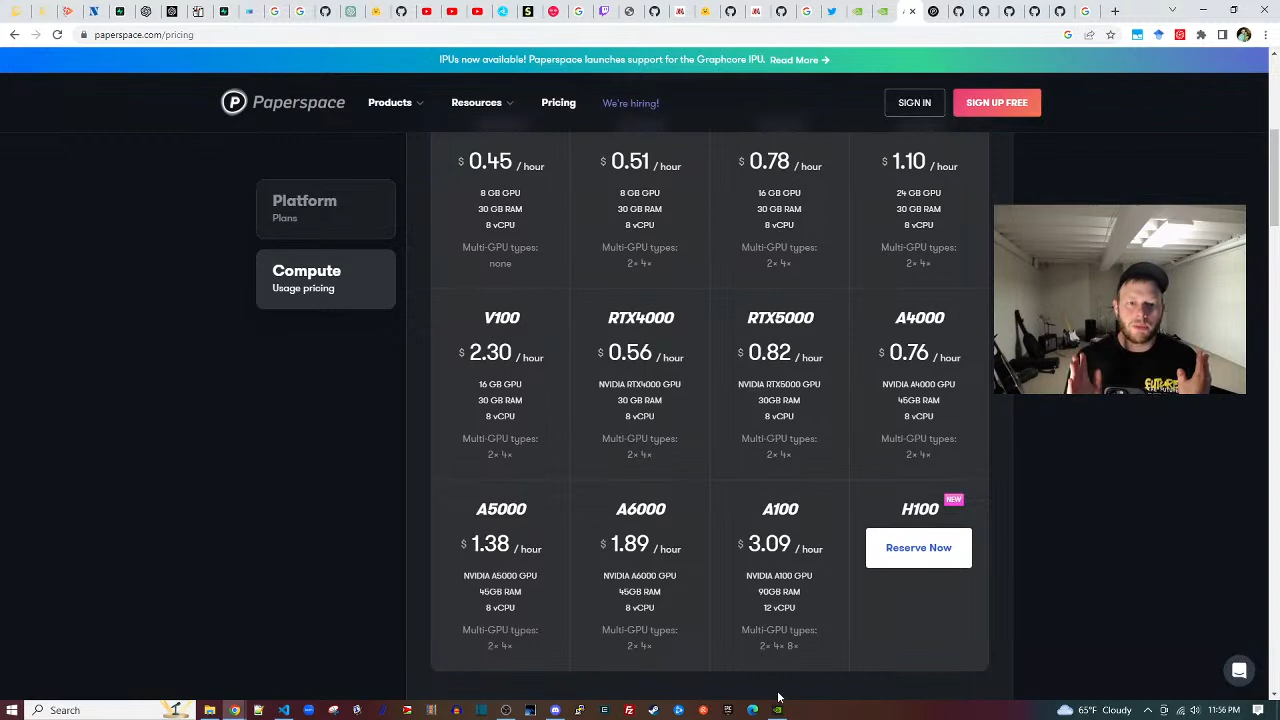 paperspace.com/pricing
IPUs now available! Paperspace launches support for the Graphcore IPU. Read More →
P Paperspace
Products
Resources
Pricing
We're hiring!
SIGN IN
SIGN UP FREE
Platform
Plans
Compute
Usage pricing
$ 0.45 / hour
8 GB GPU
30 GB RAM
8 vCPU
Multi-GPU types:
none
$ 0.51 / hour
8 GB GPU
30 GB RAM
8 vCPU
Multi-GPU types:
2× 4×
$ 0.78 / hour
16 GB GPU
30 GB RAM
8 vCPU
Multi-GPU types:
2× 4×
$ 1.10 / hour
24 GB GPU
30 GB RAM
8 vCPU
Multi-GPU types:
2× 4×
V100
$ 2.30 / hour
16 GB GPU
30 GB RAM
8 vCPU
Multi-GPU types:
2× 4×
RTX4000
$ 0.56 / hour
NVIDIA RTX4000 GPU
30 GB RAM
8 vCPU
Multi-GPU types:
2× 4×
RTX5000
$ 0.82 / hour
NVIDIA RTX5000 GPU
30GB RAM
8 vCPU
Multi-GPU types:
2× 4×
A4000
$ 0.76 / hour
NVIDIA A4000 GPU
45GB RAM
8 vCPU
Multi-GPU types:
2× 4×
A5000
$ 1.38 / hour
NVIDIA A5000 GPU
45GB RAM
8 vCPU
Multi-GPU types:
2× 4×
A6000
$ 1.89 / hour
NVIDIA A6000 GPU
45GB RAM
8 vCPU
Multi-GPU types:
2× 4×
A100
$ 3.09 / hour
NVIDIA A100 GPU
90GB RAM
12 vCPU
Multi-GPU types:
2× 4× 8×
H100
NEW
Reserve Now
FUTURE
Search
65°F Cloudy
11:56 PM